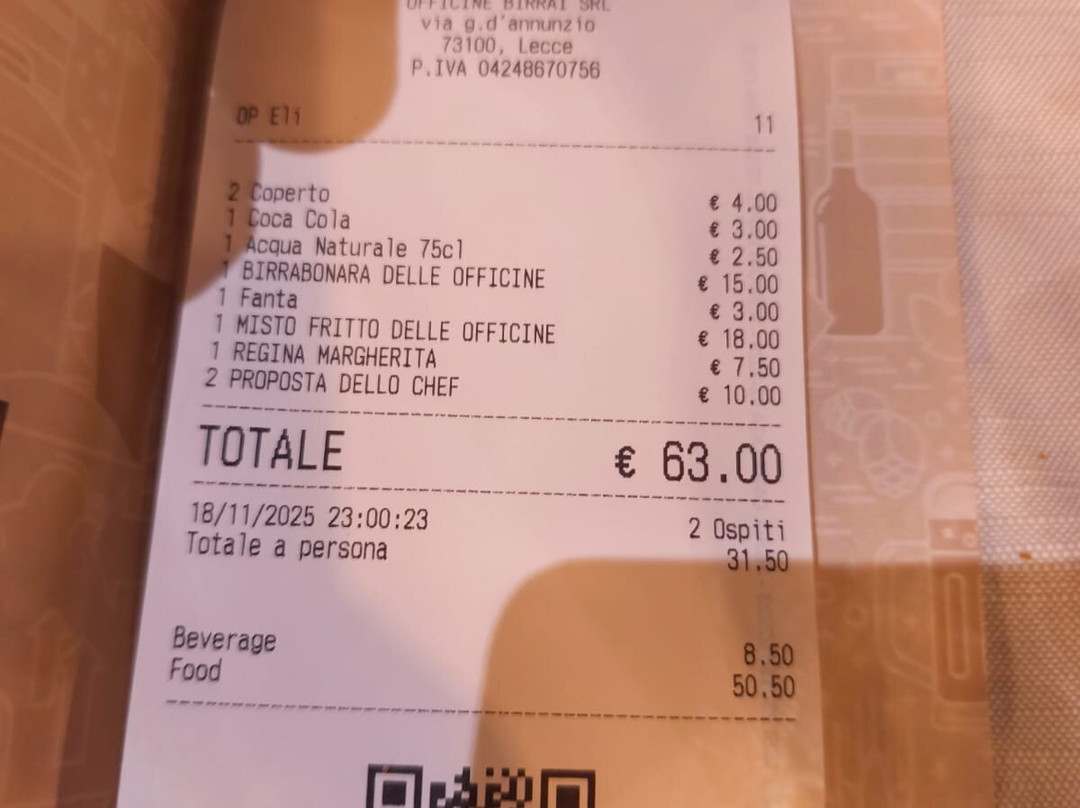 OFFICINE BIRRAI SRL
via g.d'annunzio
73100, Lecce
P.IVA 04248670756
OP Eli 11
2 Coperto € 4.00
1 Coca Cola € 3.00
1 Acqua Naturale 75cl € 2.50
1 BIRRABONARA DELLE OFFICINE € 15.00
1 Fanta € 3.00
1 MISTO FRITTO DELLE OFFICINE € 18.00
1 REGINA MARGHERITA € 7.50
2 PROPOSTA DELLO CHEF € 10.00
TOTALE € 63.00
18/11/2025 23:00:23 2 Ospiti
Totale a persona 31.50
Beverage 8.50
Food 50.50